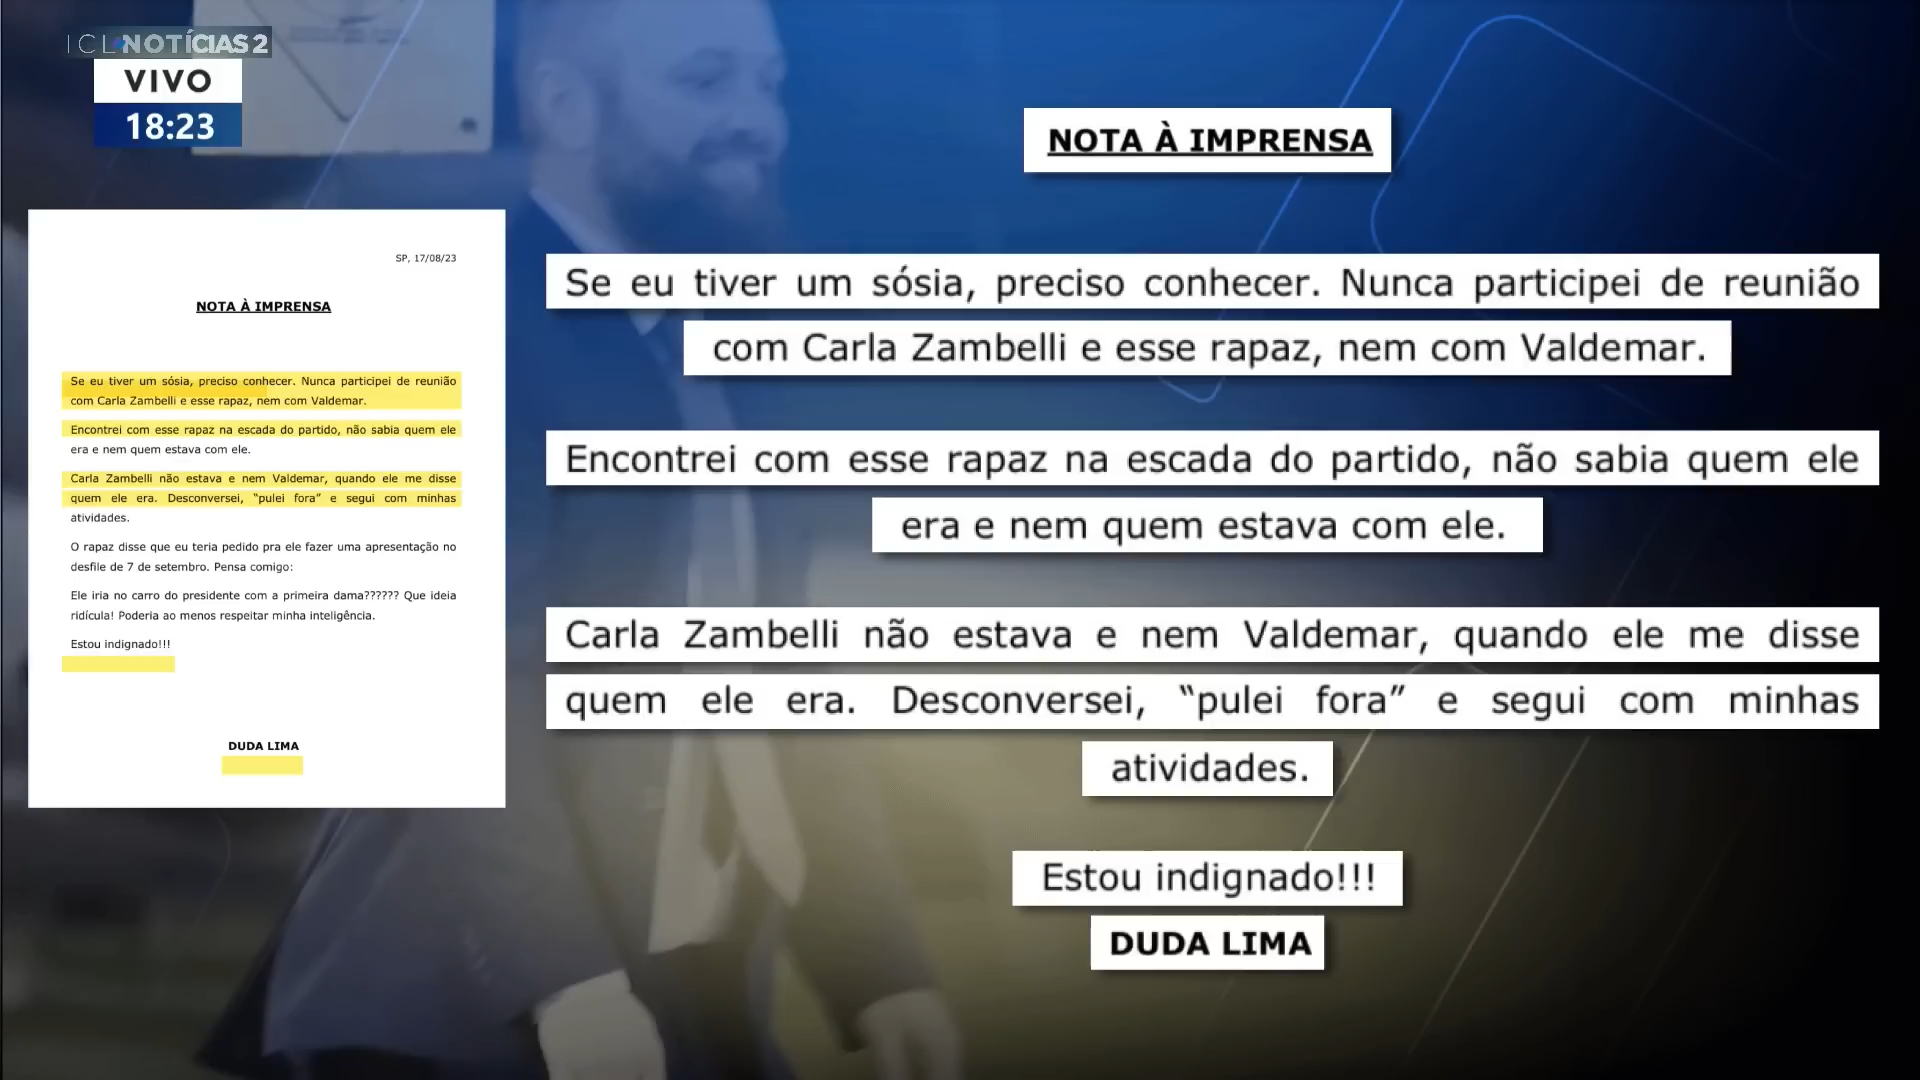 ICL NOTÍCIAS 2
VIVO
18:23
SP, 17/08/23
NOTA À IMPRENSA
Se eu tiver um sósia, preciso conhecer. Nunca participei de reunião
com Carla Zambelli e esse rapaz, nem com Valdemar.
Encontrei com esse rapaz na escada do partido, não sabia quem ele
era e nem quem estava com ele.
Carla Zambelli não estava e nem Valdemar, quando ele me disse
quem ele era. Desconversei, “pulei fora” e segui com minhas
atividades.
O rapaz disse que eu teria pedido pra ele fazer uma apresentação no
desfile de 7 de setembro. Pensa comigo:
Ele iria no carro do presidente com a primeira dama?????? Que ideia
ridícula! Poderia ao menos respeitar minha inteligência.
Estou indignado!!!
DUDA LIMA
NOTA À IMPRENSA
Se eu tiver um sósia, preciso conhecer. Nunca participei de reunião
com Carla Zambelli e esse rapaz, nem com Valdemar.
Encontrei com esse rapaz na escada do partido, não sabia quem ele
era e nem quem estava com ele.
Carla Zambelli não estava e nem Valdemar, quando ele me disse
quem ele era. Desconversei, “pulei fora” e segui com minhas
atividades.
Estou indignado!!!
DUDA LIMA